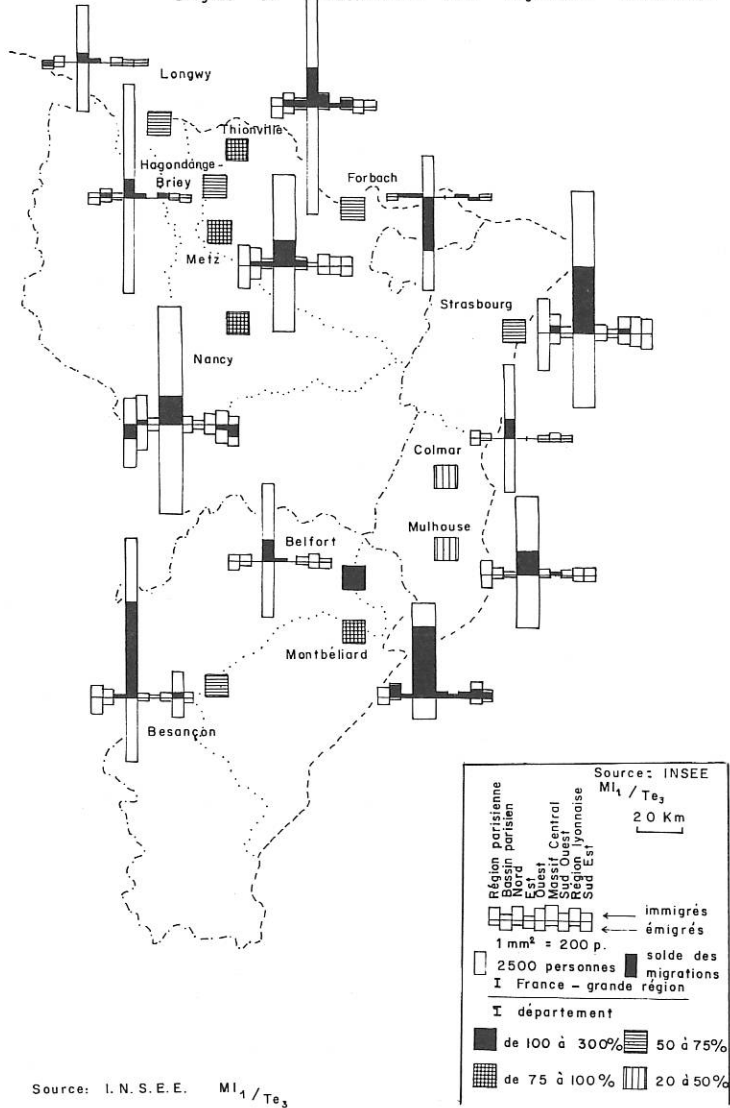 Longwy
Thionville
Hagondange-
Briey
Forbach
Metz
Strasbourg
Nancy
Colmar
Mulhouse
Belfort
Montbéliard
Besançon
Source: INSEE
MI1/Te3
20 Km
Région parisienne
Bassin parisien
Nord
Est
Ouest
Massif Central
Sud Ouest
Région lyonnaise
Sud Est
immigrés
émigrés
1 mm² = 200 p.
2500 personnes
solde des
migrations
I France - grande région
I département
de 100 à 300%
50 à 75%
de 75 à 100%
20 à 50%
Source: I.N.S.E.E. MI1/Te3